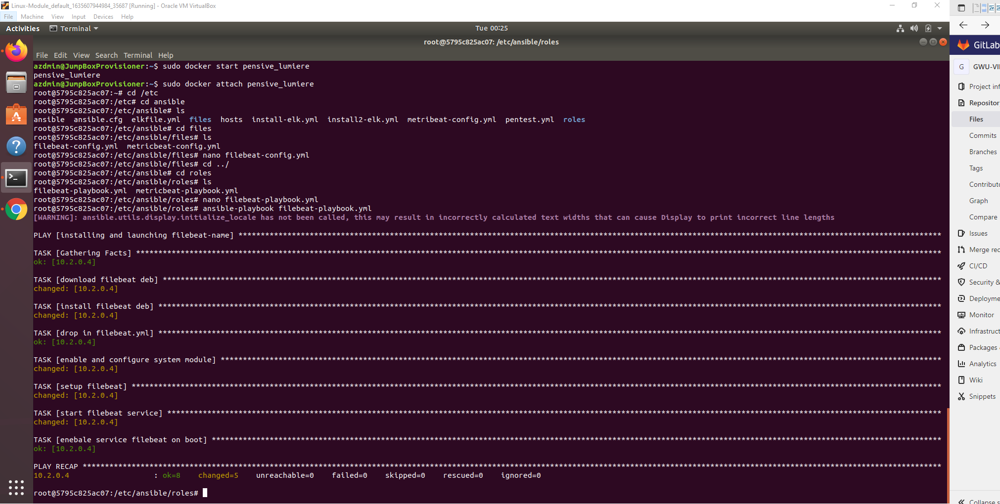 Linux-Module_default_1635607944984_35687 [Running] - Oracle VM VirtualBox
File Machine View Input Devices Help
Activities Terminal Tue 00:25
root@5795c825ac07: /etc/ansible/roles
File Edit View Search Terminal Help
azdmin@JumpBoxProvisioner:~$ sudo docker start pensive_lumiere
pensive_lumiere
azdmin@JumpBoxProvisioner:~$ sudo docker attach pensive_lumiere
root@5795c825ac07:~# cd /etc
root@5795c825ac07:/etc# cd ansible
root@5795c825ac07:/etc/ansible# ls
ansible ansible.cfg elkfile.yml files hosts install-elk.yml install2-elk.yml metribeat-config.yml pentest.yml roles
root@5795c825ac07:/etc/ansible# cd files
root@5795c825ac07:/etc/ansible/files# ls
filebeat-config.yml metricbeat-config.yml
root@5795c825ac07:/etc/ansible/files# nano filebeat-config.yml
root@5795c825ac07:/etc/ansible/files# cd ../
root@5795c825ac07:/etc/ansible# cd roles
root@5795c825ac07:/etc/ansible/roles# ls
filebeat-playbook.yml metricbeat-playbook.yml
root@5795c825ac07:/etc/ansible/roles# nano filebeat-playbook.yml
root@5795c825ac07:/etc/ansible/roles# ansible-playbook filebeat-playbook.yml
[WARNING]: ansible.utils.display.initialize_locale has not been called, this may result in incorrectly calculated text widths that can cause Display to print incorrect line lengths
PLAY [installing and launching filebeat-name] ***
TASK [Gathering Facts] ***
ok: [10.2.0.4]
TASK [download filebeat deb] ***
changed: [10.2.0.4]
TASK [install filebeat deb] ***
changed: [10.2.0.4]
TASK [drop in filebeat.yml] ***
ok: [10.2.0.4]
TASK [enable and configure system module] ***
changed: [10.2.0.4]
TASK [setup filebeat] ***
changed: [10.2.0.4]
TASK [start filebeat service] ***
changed: [10.2.0.4]
TASK [enebale service filebeat on boot] ***
ok: [10.2.0.4]
PLAY RECAP ***
10.2.0.4 : ok=8 changed=5 unreachable=0 failed=0 skipped=0 rescued=0 ignored=0
root@5795c825ac07:/etc/ansible/roles#
GitLab
G GWU-VI
Project inf
Repositor
Files
Commits
Branches
Tags
Contributo
Graph
Compare
Issues
Merge rec
CI/CD
Security &
Deployme
Monitor
Infrastruct
Packages
Analytics
Wiki
Snippets
Collapse s